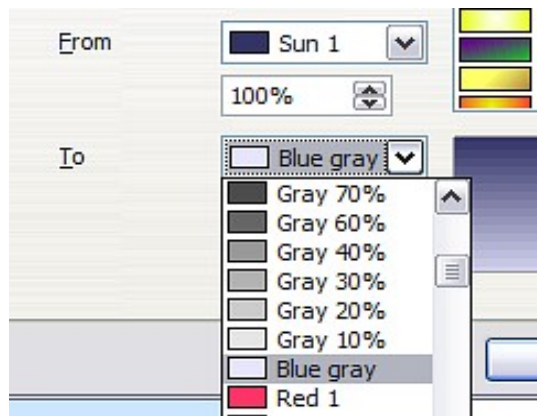 From
Sun 1
100%
To
Blue gray
Gray 70%
Gray 60%
Gray 40%
Gray 30%
Gray 20%
Gray 10%
Blue gray
Red 1